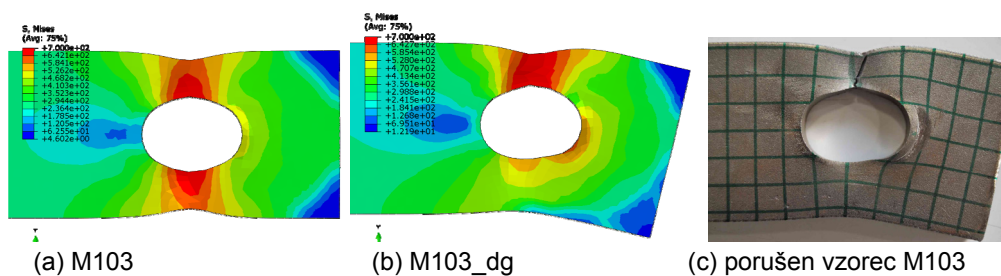 S, Mises
(Avg: 75%)
+7.000e+02
+6.421e+02
+5.841e+02
+5.262e+02
+4.682e+02
+4.103e+02
+3.523e+02
+2.944e+02
+2.364e+02
+1.785e+02
+1.205e+02
+6.255e+01
+4.602e+00
Y
(a) M103
S, Mises
(Avg: 75%)
+7.000e+02
+6.427e+02
+5.854e+02
+5.280e+02
+4.707e+02
+4.134e+02
+3.561e+02
+2.988e+02
+2.415e+02
+1.841e+02
+1.268e+02
+6.951e+01
+1.219e+01
Y
(b) M103_dg
(c) porušen vzorec M103